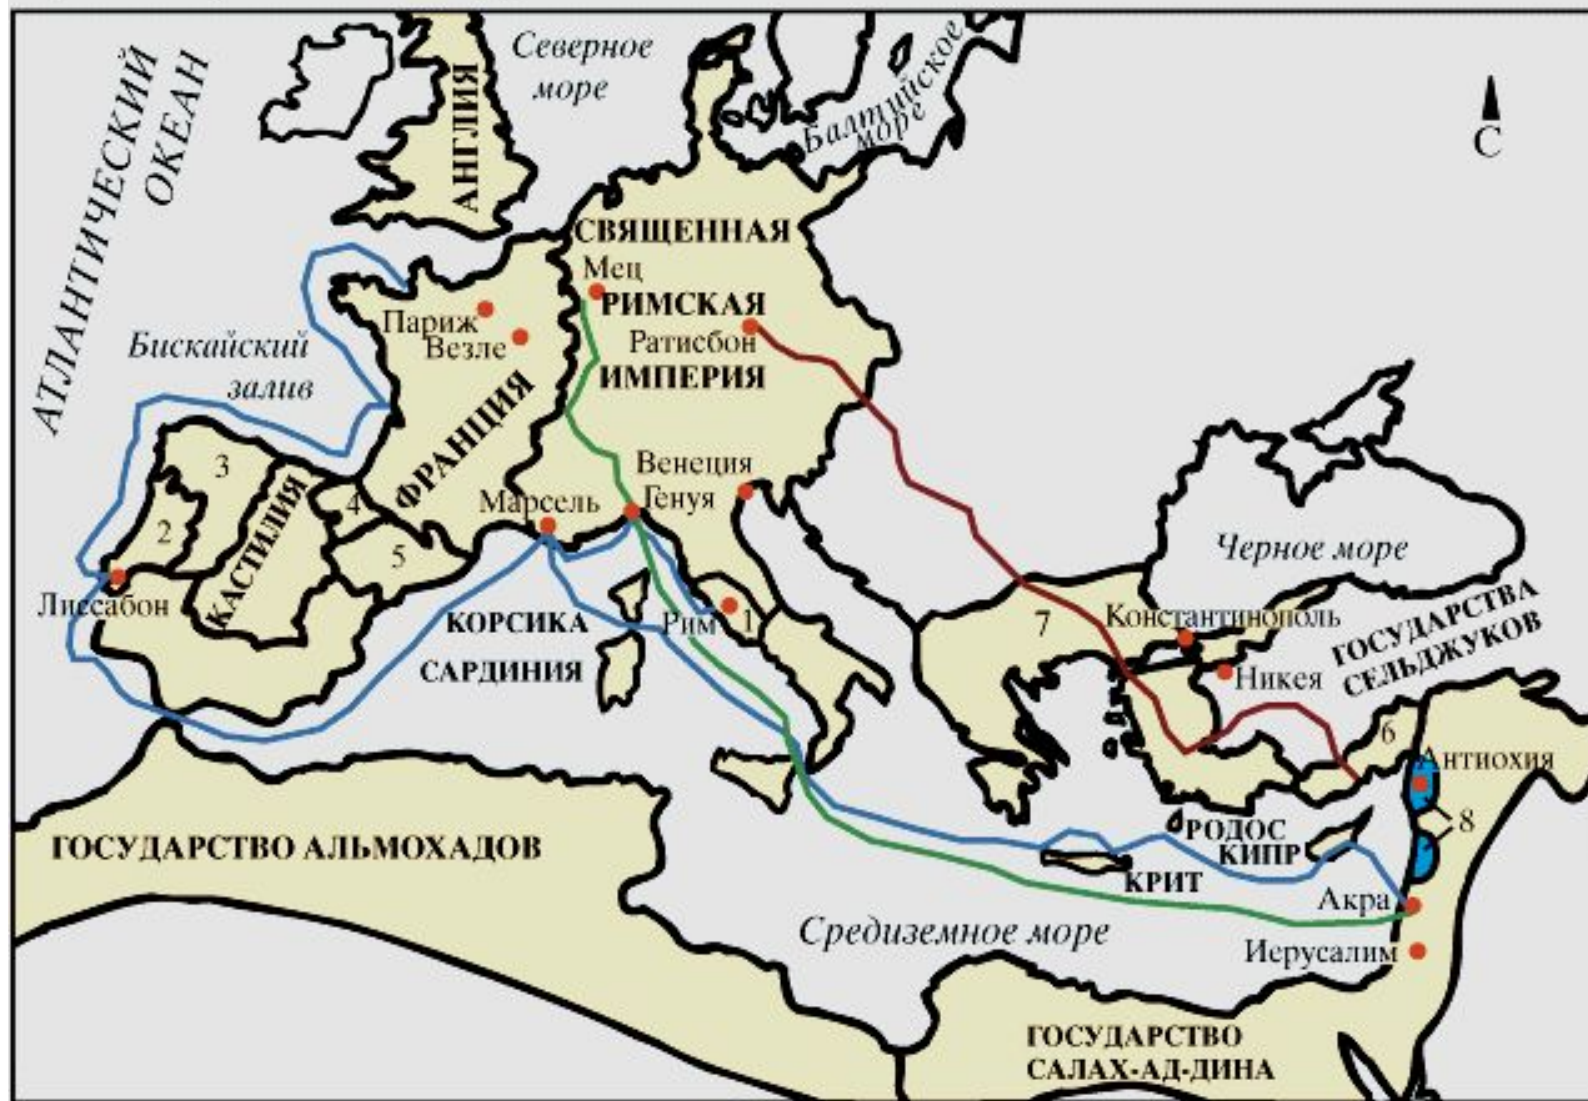 АТЛАНТИЧЕСКИЙ
ОКЕАН
Северное
море
Балтийское
море
С
АНГЛИЯ
СВЯЩЕННАЯ
Мец
РИМСКАЯ
Париж
Везле
Ратисбон
ИМПЕРИЯ
Бискайский
залив
ФРАНЦИЯ
Венеция
Генуя
Марсель
3
4
2
5
КАСТИЛИЯ
Лиссабон
КОРСИКА
САРДИНИЯ
Рим
1
7
Черное море
Константинополь
Никея
ГОСУДАРСТВА
СЕЛЬДЖУКОВ
6
Антиохия
8
РОДОС
КИПР
КРИТ
Акра
Иерусалим
Средиземное море
ГОСУДАРСТВО АЛЬМОХАДОВ
ГОСУДАРСТВО
САЛАХ-АД-ДИНА